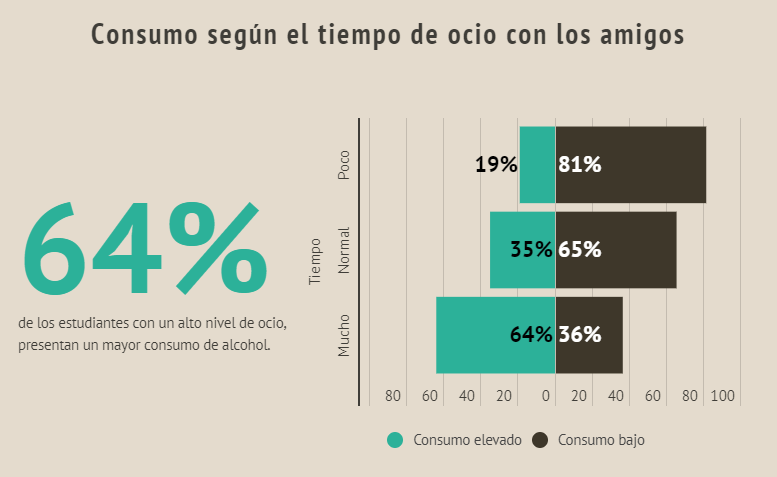 Consumo según el tiempo de ocio con los amigos
64%
de los estudiantes con un alto nivel de ocio,
presentan un mayor consumo de alcohol.
Tiempo
Poco
19% 81%
Normal
35% 65%
Mucho
64% 36%
80 60 40 20 0 20 40 60 80 100
Consumo elevado Consumo bajo